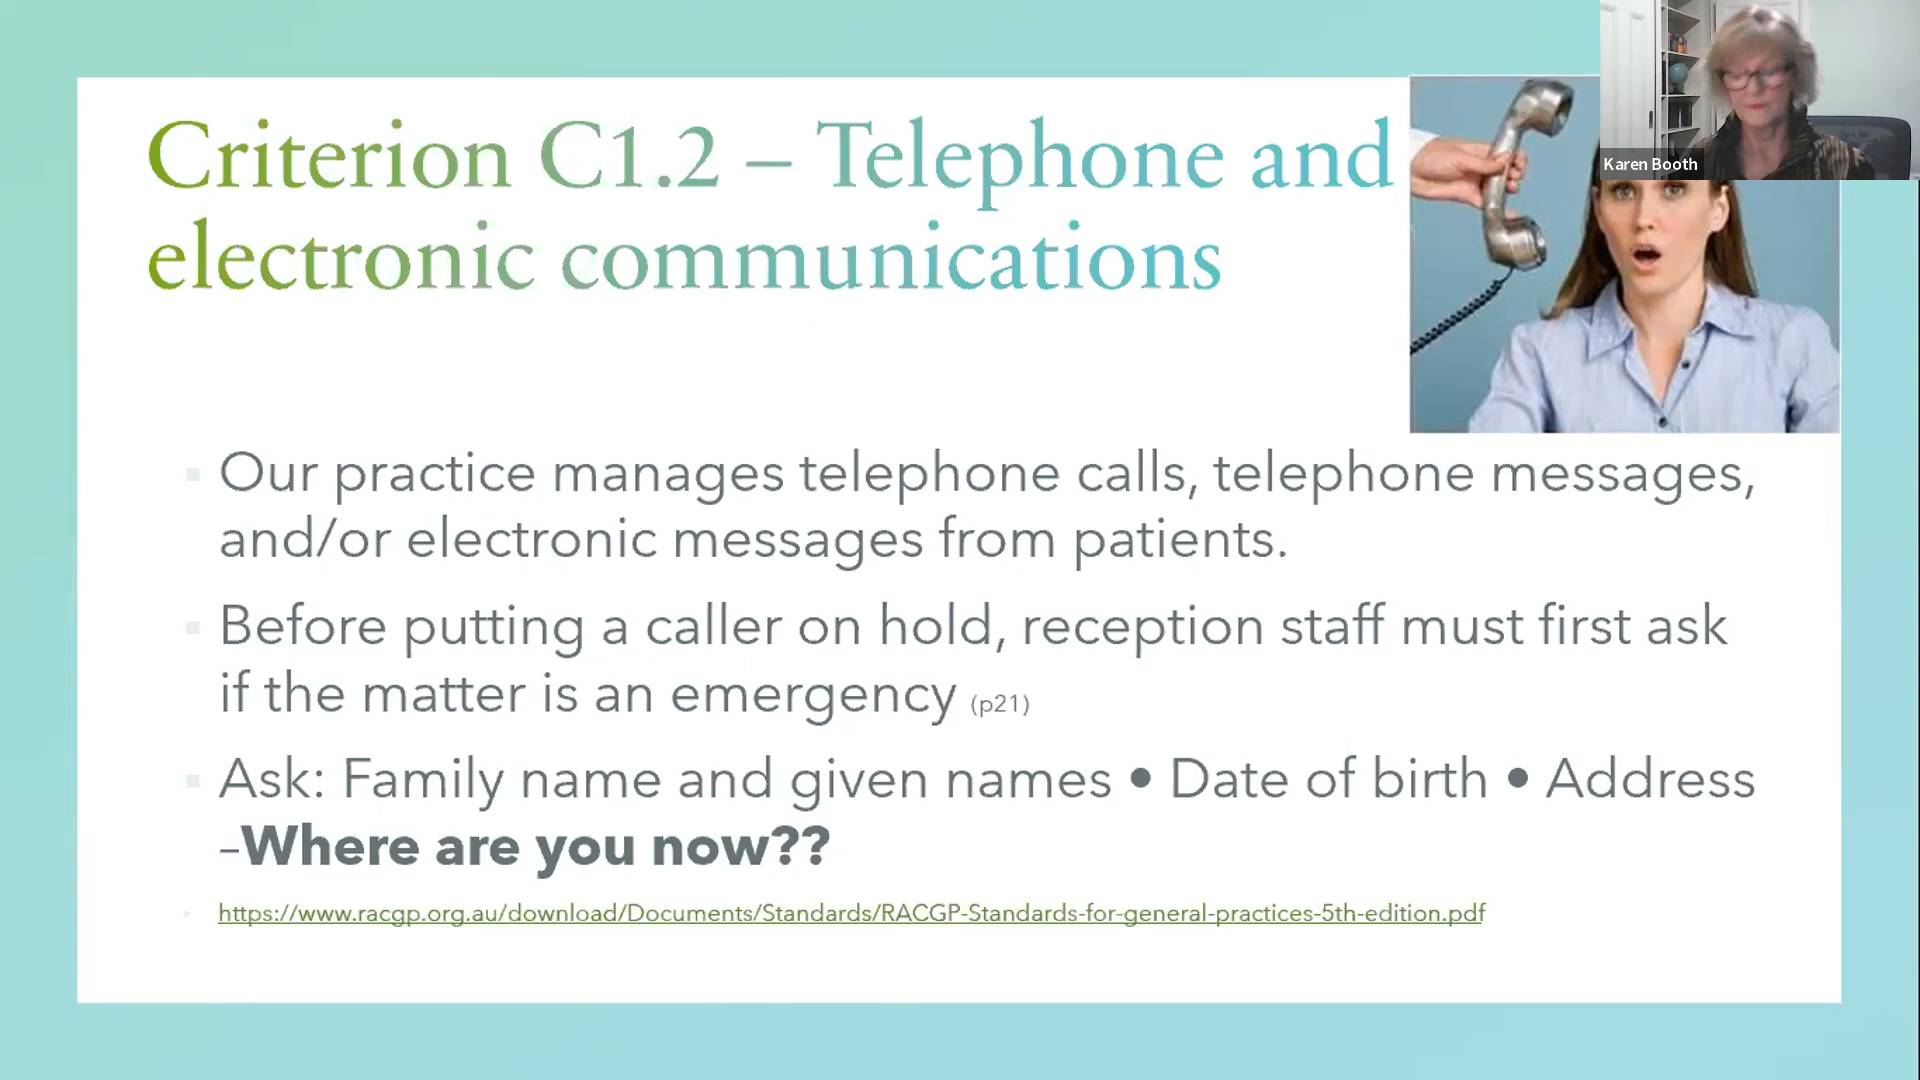 Criterion C1.2 – Telephone and
electronic communications
Karen Booth
Our practice manages telephone calls, telephone messages,
and/or electronic messages from patients.
Before putting a caller on hold, reception staff must first ask
if the matter is an emergency (p21)
Ask: Family name and given names • Date of birth • Address
–Where are you now??
https://www.racgp.org.au/download/Documents/Standards/RACGP-Standards-for-general-practices-5th-edition.pdf